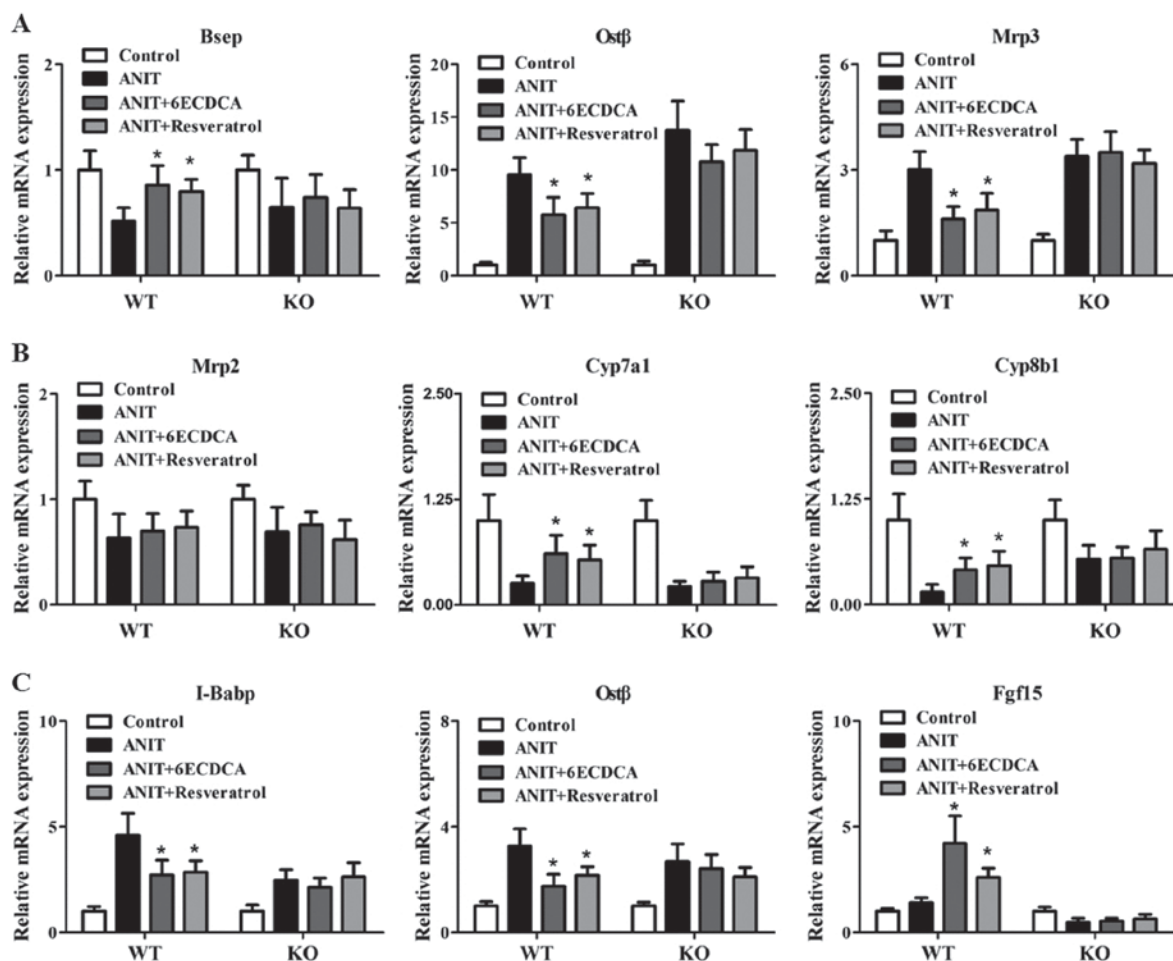 A
Bsep
Relative mRNA expression
2
1
0
Control
ANIT
ANIT+6ECDCA
ANIT+Resveratrol
* *
WT KO
Ostβ
Relative mRNA expression
20
15
10
5
0
Control
ANIT
ANIT+6ECDCA
ANIT+Resveratrol
* *
WT KO
Mrp3
Relative mRNA expression
6
3
0
Control
ANIT
ANIT+6ECDCA
ANIT+Resveratrol
* *
WT KO
B
Mrp2
Relative mRNA expression
2
1
0
Control
ANIT
ANIT+6ECDCA
ANIT+Resveratrol
WT KO
Cyp7a1
Relative mRNA expression
2.50
1.25
0.00
Control
ANIT
ANIT+6ECDCA
ANIT+Resveratrol
* *
WT KO
Cyp8b1
Relative mRNA expression
2.50
1.25
0.00
Control
ANIT
ANIT+6ECDCA
ANIT+Resveratrol
* *
WT KO
C
I-Babp
Relative mRNA expression
10
5
0
Control
ANIT
ANIT+6ECDCA
ANIT+Resveratrol
* *
WT KO
Ostβ
Relative mRNA expression
8
4
0
Control
ANIT
ANIT+6ECDCA
ANIT+Resveratrol
* *
WT KO
Fgf15
Relative mRNA expression
10
5
0
Control
ANIT
ANIT+6ECDCA
ANIT+Resveratrol
* *
WT KO